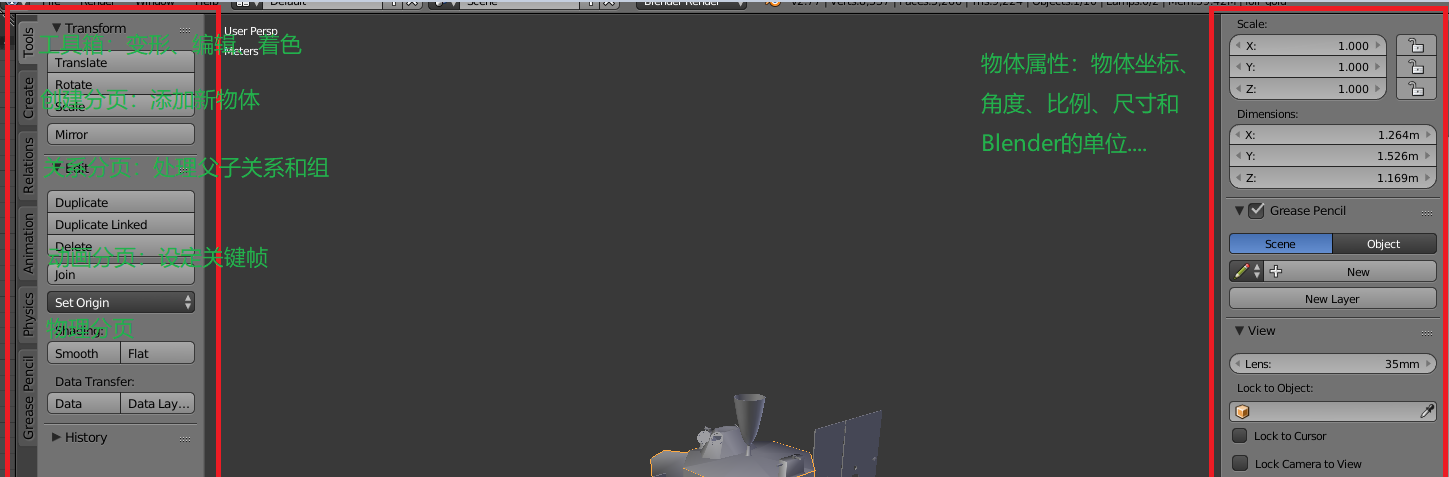 Default
Scene
Blender Render
Tools
Create
Relations
Animation
Physics
Grease Pencil
Transform
工具箱：变形、编辑、着色
Translate
Rotate
创建分页：添加新物体
Scale
Mirror
关系分页：处理父子关系和组
Edit
Duplicate
Duplicate Linked
Delete
动画分页：设定关键帧
Join
Set Origin
物理分页
Shading:
Smooth
Flat
Data Transfer:
Data
Data Lay...
History
User Persp
Meters
物体属性：物体坐标、
角度、比例、尺寸和
Blender的单位....
Scale:
X: 1.000
Y: 1.000
Z: 1.000
Dimensions:
X: 1.264m
Y: 1.526m
Z: 1.169m
Grease Pencil
Scene
Object
New
New Layer
View
Lens: 35mm
Lock to Object:
Lock to Cursor
Lock Camera to View